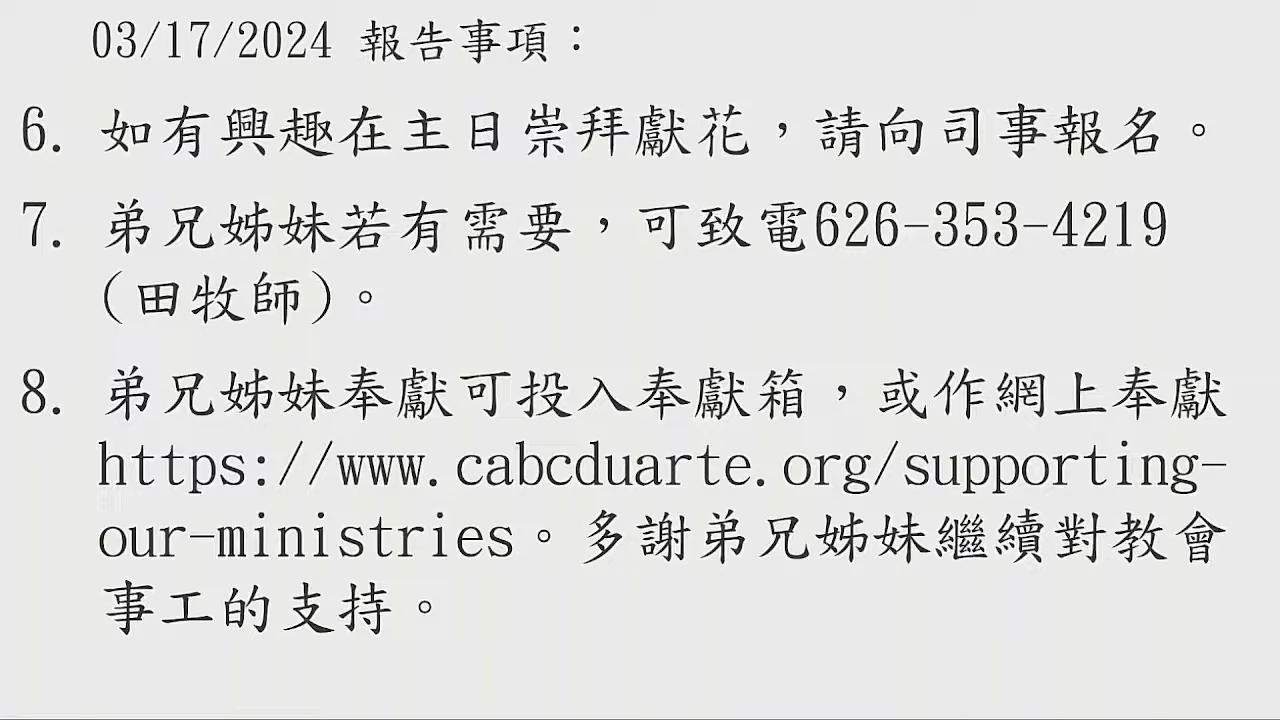 03/17/2024 報告事項：
6. 如有興趣在主日崇拜獻花，請向司事報名。
7. 弟兄姊妹若有需要，可致電626-353-4219
(田牧師)。
8. 弟兄姊妹奉獻可投入奉獻箱，或作網上奉獻
https://www.cabcduarte.org/supporting-
our-ministries。多謝弟兄姊妹繼續對教會
事工的支持。